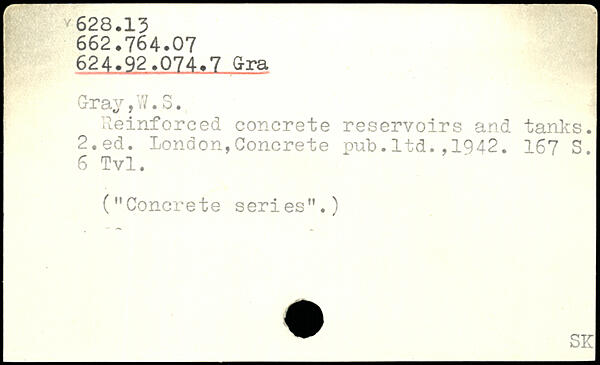 v 628.13
662.764.07
624.92.074.7 Gra
Gray,W.S.
Reinforced concrete reservoirs and tanks.
2.ed. London,Concrete pub.ltd.,1942. 167 S.
6 Tvl.
("Concrete series".)
SK